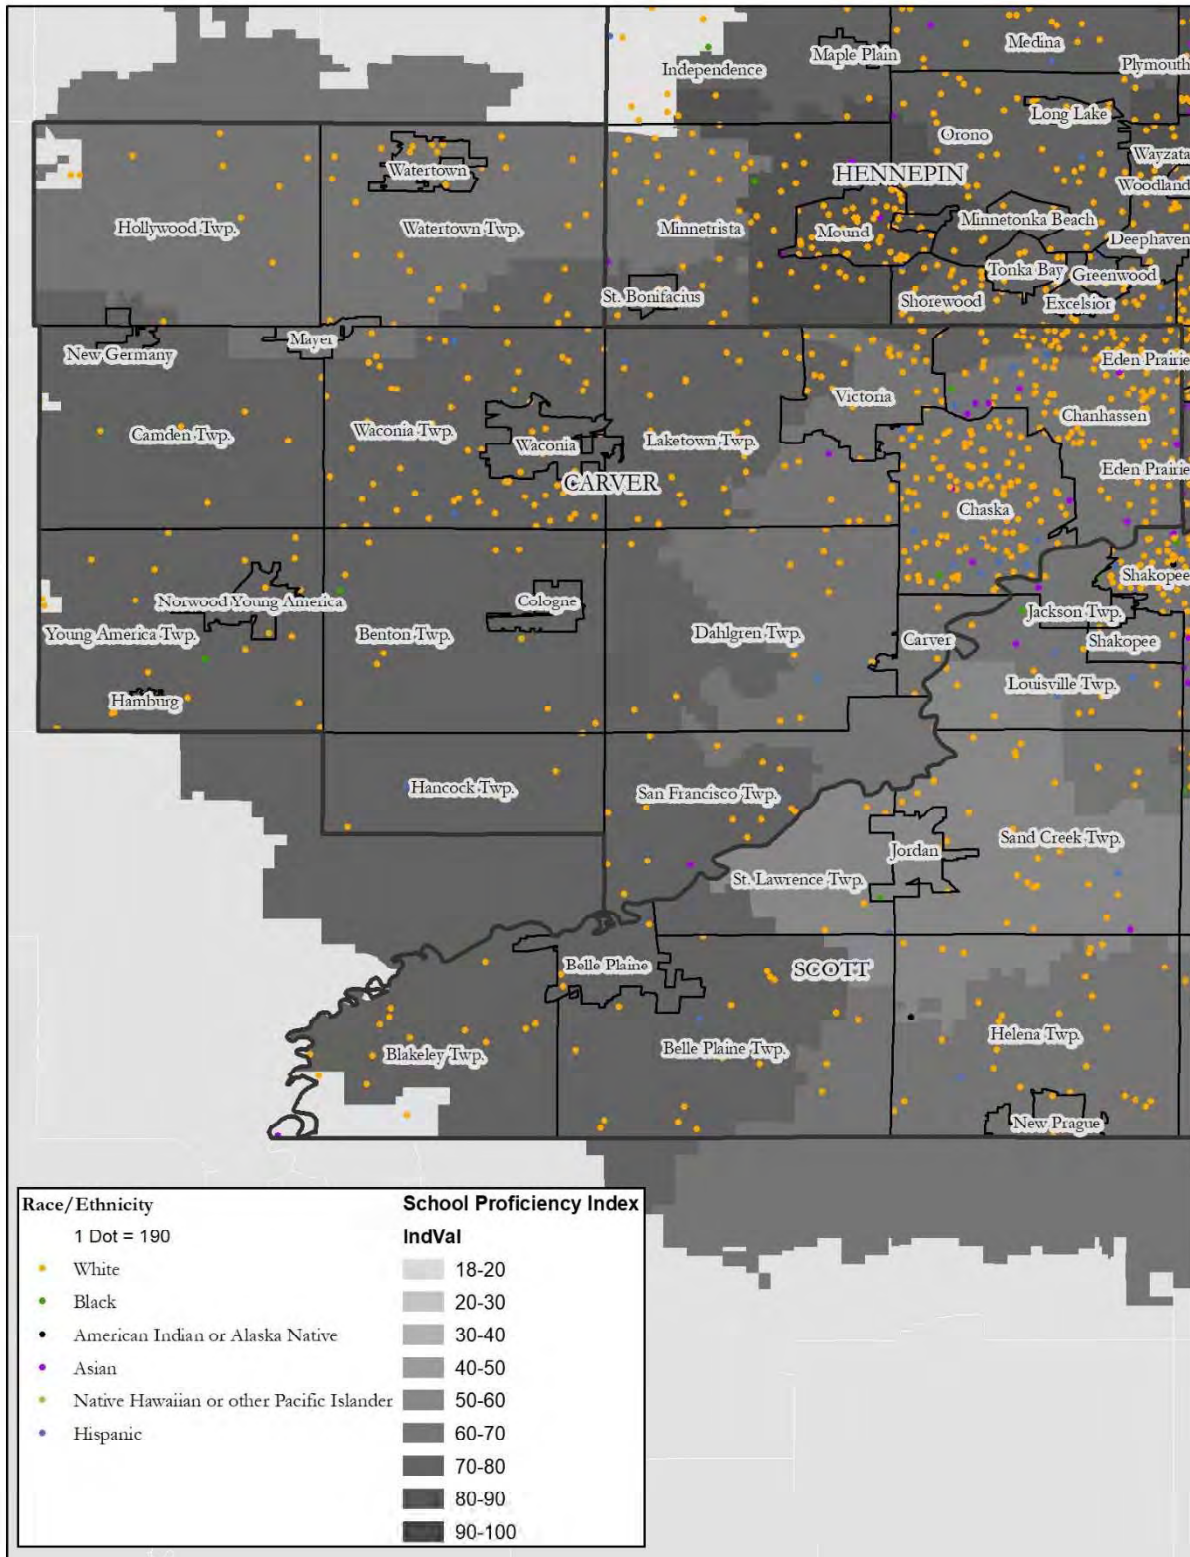 Maple Plain
Medina
Independence
Plymouth
Long Lake
Orono
Wayzata
Watertown
HENNEPIN
Woodland
Hollywood Twp.
Watertown Twp.
Minnetrista
Mound
Minnetonka Beach
Deephaven
Tonka Bay
Greenwood
St. Bonifacius
Shorewood
Excelsior
Mayer
New Germany
Eden Prairie
Victoria
Chanhassen
Camden Twp.
Waconia Twp.
Waconia
Laketown Twp.
Eden Prairie
CARVER
Chaska
Shakopee
Norwood Young America
Cologne
Jackson Twp.
Young America Twp.
Benton Twp.
Dahlgren Twp.
Carver
Shakopee
Louisville Twp.
Hamburg
Hancock Twp.
San Francisco Twp.
Jordan
Sand Creek Twp.
St. Lawrence Twp.
Belle Plaine
SCOTT
Blakeley Twp.
Belle Plaine Twp.
Helena Twp.
New Prague
Race/Ethnicity
1 Dot = 190
White
Black
American Indian or Alaska Native
Asian
Native Hawaiian or other Pacific Islander
Hispanic
School Proficiency Index
IndVal
18-20
20-30
30-40
40-50
50-60
60-70
70-80
80-90
90-100